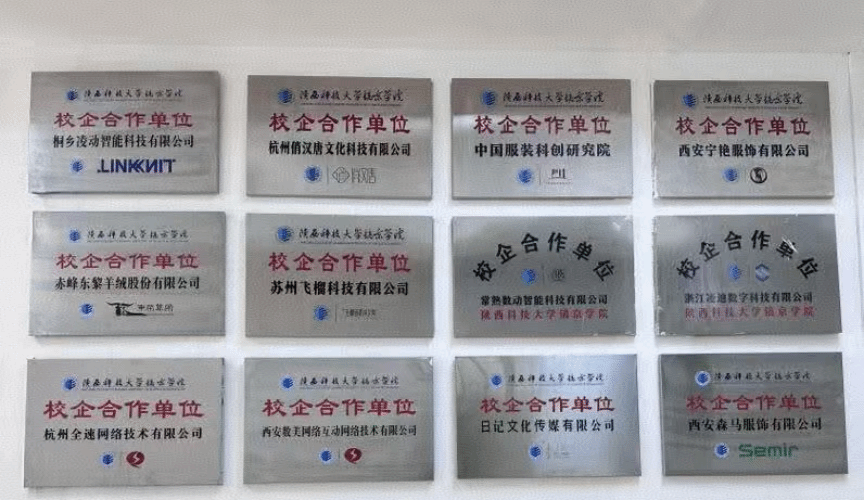 陕西科技大学镐京学院
校企合作单位
桐乡凌动智能科技有限公司
LINKKNIT
陕西科技大学镐京学院
校企合作单位
杭州俏汉唐文化科技有限公司
陕西科技大学镐京学院
校企合作单位
中国服装科创研究院
陕西科技大学镐京学院
校企合作单位
西安宁艳服饰有限公司
陕西科技大学镐京学院
校企合作单位
赤峰东黎羊绒股份有限公司
陕西科技大学镐京学院
校企合作单位
苏州飞榴科技有限公司
校企合作单位
常熟数动智能科技有限公司
陕西科技大学镐京学院
校企合作单位
浙江凌迪数字科技有限公司
陕西科技大学镐京学院
陕西科技大学镐京学院
校企合作单位
杭州全速网络技术有限公司
陕西科技大学镐京学院
校企合作单位
西安数美网络互动网络技术有限公司
陕西科技大学镐京学院
校企合作单位
日记文化传媒有限公司
陕西科技大学镐京学院
校企合作单位
西安森马服饰有限公司
Semir